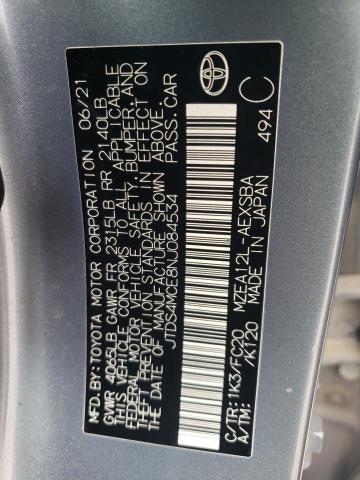 MFD.BY: TOYOTA MOTOR CORPORATION 06/21
GVWR 4065LB GAWR FR 2315LB RR 2140LB
THIS VEHICLE CONFORMS TO ALL APPLICABLE
FEDERAL MOTOR VEHICLE SAFETY, BUMPER, AND
THEFT PREVENTION STANDARDS IN EFFECT ON
THE DATE OF MANUFACTURE SHOWN ABOVE.
JTDS4MCE8NJ084534 PASS.CAR
C/TR: 1K3/FC20 MZEA12L-AEXSBA
A/TM: /K120 MADE IN JAPAN 494
C
TOYOTA